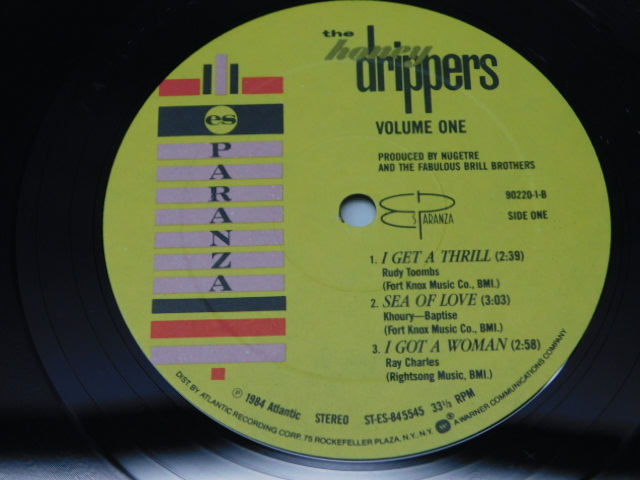 the
honey
drippers
VOLUME ONE
PRODUCED BY NUGETRE
AND THE FABULOUS BRILL BROTHERS
es
PARANZA
ES PARANZA
90220-1-B
SIDE ONE
1. I GET A THRILL (2:39)
Rudy Toombs
(Fort Knox Music Co., BMI.)
2. SEA OF LOVE (3:03)
Khoury—Baptise
(Fort Knox Music Co., BMI.)
3. I GOT A WOMAN (2:58)
Ray Charles
(Rightsong Music, BMI.)
℗ 1984 Atlantic STEREO ST-ES-845545 33⅓ RPM
DIST. BY ATLANTIC RECORDING CORP. 75 ROCKEFELLER PLAZA, N.Y. N.Y. A WARNER COMMUNICATIONS COMPANY